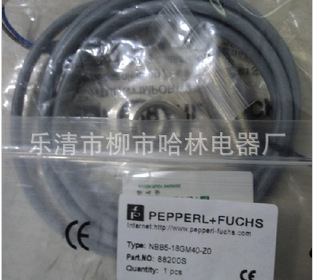 乐清市柳市哈林电器厂
PEPPERL+FUCHS
Internet http://www.pepperl-fuchs.com
Type: NBB5-18GM40-Z0
Part.NO: 88200S
Quantity: 1 pcs